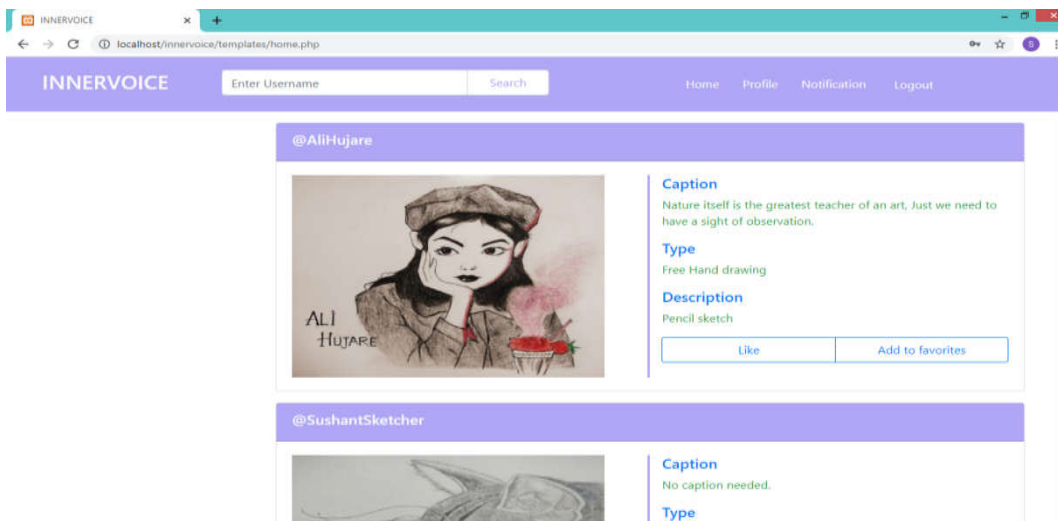 INNERVOICE
localhost/innervoice/templates/home.php
S
INNERVOICE
Enter Username
Search
Home
Profile
Notification
Logout
@AliHujare
ALI
HUJARE
Caption
Nature itself is the greatest teacher of an art, Just we need to
have a sight of observation.
Type
Free Hand drawing
Description
Pencil sketch
Like
Add to favorites
@SushantSketcher
Caption
No caption needed.
Type